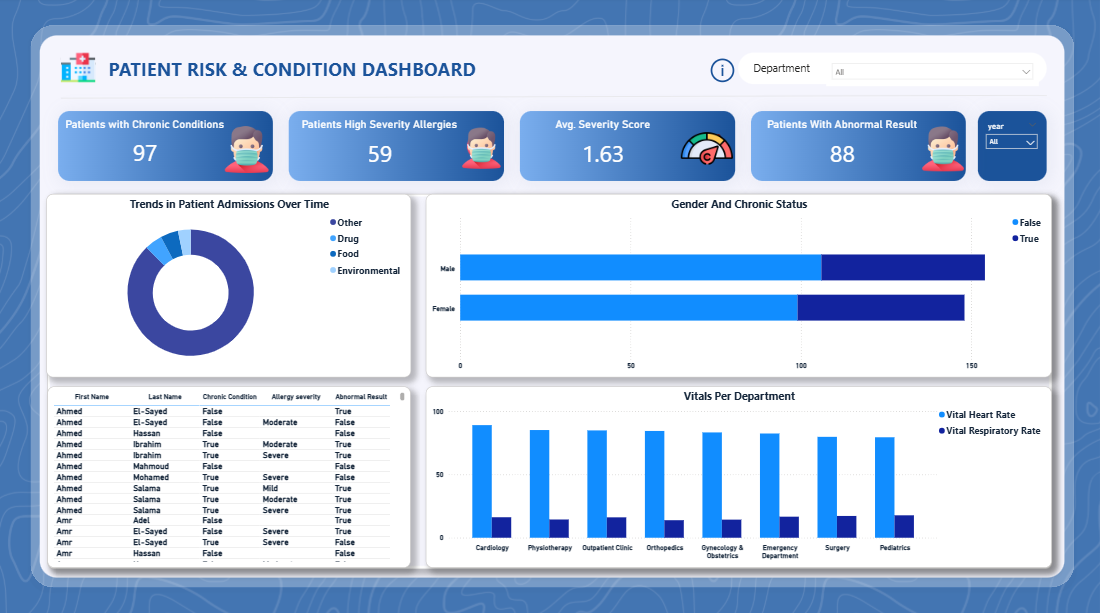 PATIENT RISK & CONDITION DASHBOARD
i
Department
All
Patients with Chronic Conditions
97
Patients High Severity Allergies
59
Avg. Severity Score
1.63
C
Patients With Abnormal Result
88
year
All
Trends in Patient Admissions Over Time
Other
Drug
Food
Environmental
Gender And Chronic Status
False
True
Male
Female
0 50 100 150
First Name Last Name Chronic Condition Allergy severity Abnormal Result
Ahmed El-Sayed False True
Ahmed El-Sayed False Moderate False
Ahmed Hassan False False
Ahmed Ibrahim True Moderate True
Ahmed Ibrahim True Severe True
Ahmed Mahmoud False False
Ahmed Mohamed True Severe False
Ahmed Salama True Mild True
Ahmed Salama True Moderate True
Ahmed Salama True Severe True
Amr Adel False True
Amr El-Sayed False Severe True
Amr El-Sayed True Severe False
Amr Hassan False False
Vitals Per Department
Vital Heart Rate
Vital Respiratory Rate
100
50
0
Cardiology
Physiotherapy
Outpatient Clinic
Orthopedics
Gynecology &
Obstetrics
Emergency
Department
Surgery
Pediatrics